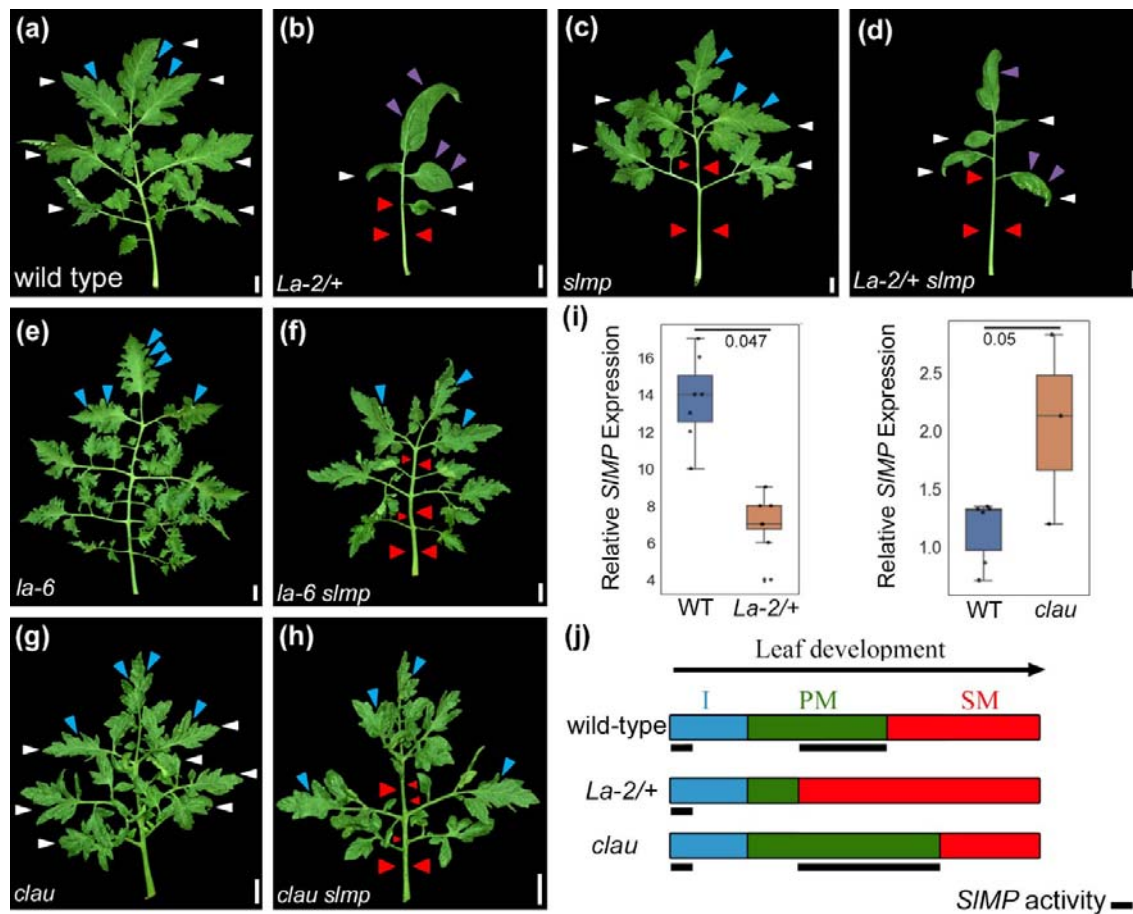 (a)
wild type
(b)
La-2/+
(c)
slmp
(d)
La-2/+ slmp
(e)
la-6
(f)
la-6 slmp
(g)
clau
(h)
clau slmp
(i)
Relative SlMP Expression
16
14
12
10
8
6
4
0.047
WT La-2/+
Relative SlMP Expression
2.5
2.0
1.5
1.0
0.05
WT clau
(j)
Leaf development
I PM SM
wild-type
La-2/+
clau
SlMP activity